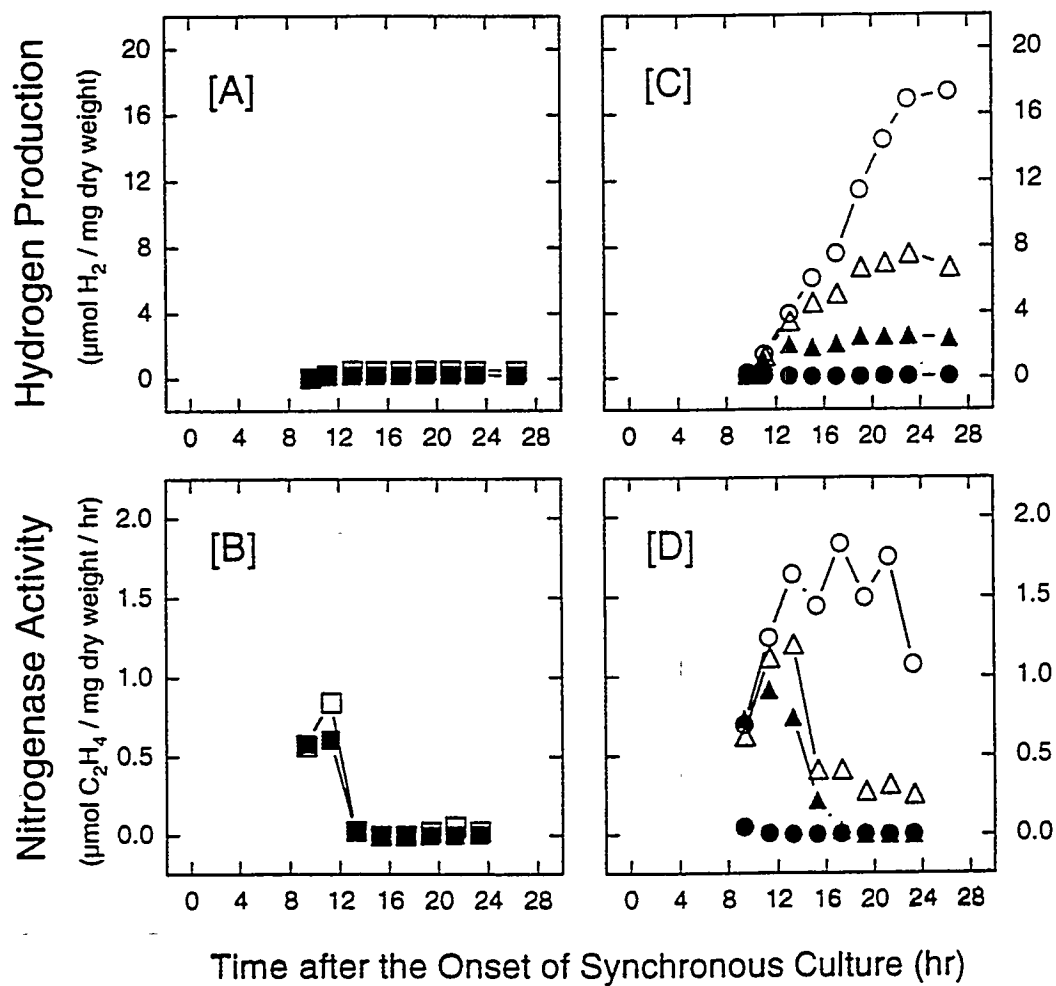 Hydrogen Production
(μmol H2 / mg dry weight)
[A]
20
16
12
8
4
0
0 4 8 12 16 20 24 28
[C]
20
16
12
8
4
0
0 4 8 12 16 20 24 28
Nitrogenase Activity
(μmol C2H4 / mg dry weight / hr)
[B]
2.0
1.5
1.0
0.5
0.0
0 4 8 12 16 20 24 28
[D]
2.0
1.5
1.0
0.5
0.0
0 4 8 12 16 20 24 28
Time after the Onset of Synchronous Culture (hr)